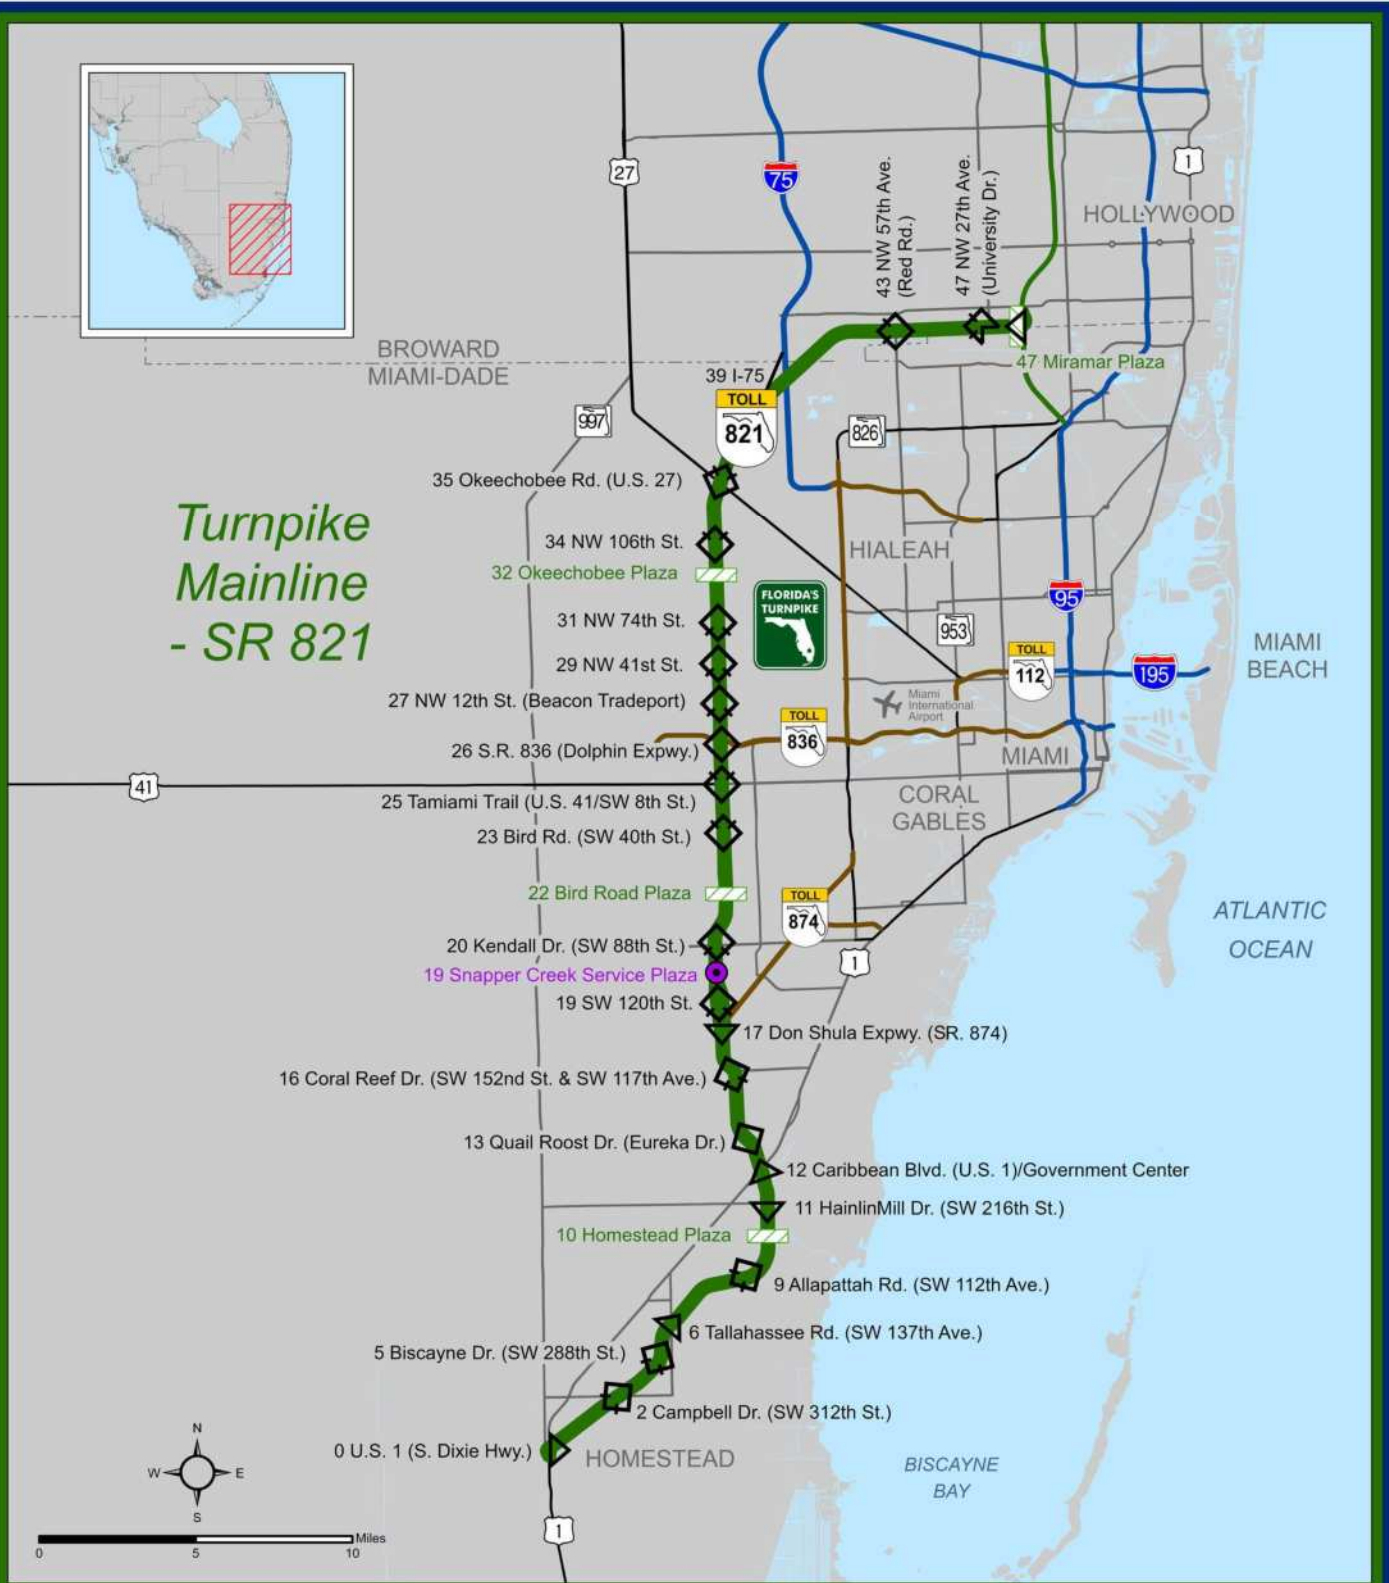 27
75
43 NW 57th Ave.
(Red Rd.)
47 NW 27th Ave.
(University Dr.)
1
HOLLYWOOD
BROWARD
MIAMI-DADE
47 Miramar Plaza
39 I-75
TOLL
821
997
826
35 Okeechobee Rd. (U.S. 27)
Turnpike
Mainline
- SR 821
34 NW 106th St.
HIALEAH
32 Okeechobee Plaza
FLORIDA'S
TURNPIKE
95
31 NW 74th St.
953
29 NW 41st St.
TOLL
112
195
MIAMI
BEACH
27 NW 12th St. (Beacon Tradeport)
Miami
International
Airport
TOLL
836
26 S.R. 836 (Dolphin Expwy.)
MIAMI
41
25 Tamiami Trail (U.S. 41/SW 8th St.)
CORAL
GABLES
23 Bird Rd. (SW 40th St.)
22 Bird Road Plaza
TOLL
874
ATLANTIC
OCEAN
20 Kendall Dr. (SW 88th St.)
1
19 Snapper Creek Service Plaza
19 SW 120th St.
17 Don Shula Expwy. (SR. 874)
16 Coral Reef Dr. (SW 152nd St. & SW 117th Ave.)
13 Quail Roost Dr. (Eureka Dr.)
12 Caribbean Blvd. (U.S. 1)/Government Center
11 HainlinMill Dr. (SW 216th St.)
10 Homestead Plaza
9 Allapattah Rd. (SW 112th Ave.)
6 Tallahassee Rd. (SW 137th Ave.)
5 Biscayne Dr. (SW 288th St.)
2 Campbell Dr. (SW 312th St.)
0 U.S. 1 (S. Dixie Hwy.)
HOMESTEAD
BISCAYNE
BAY
N
W E
S
1
Miles
0 5 10